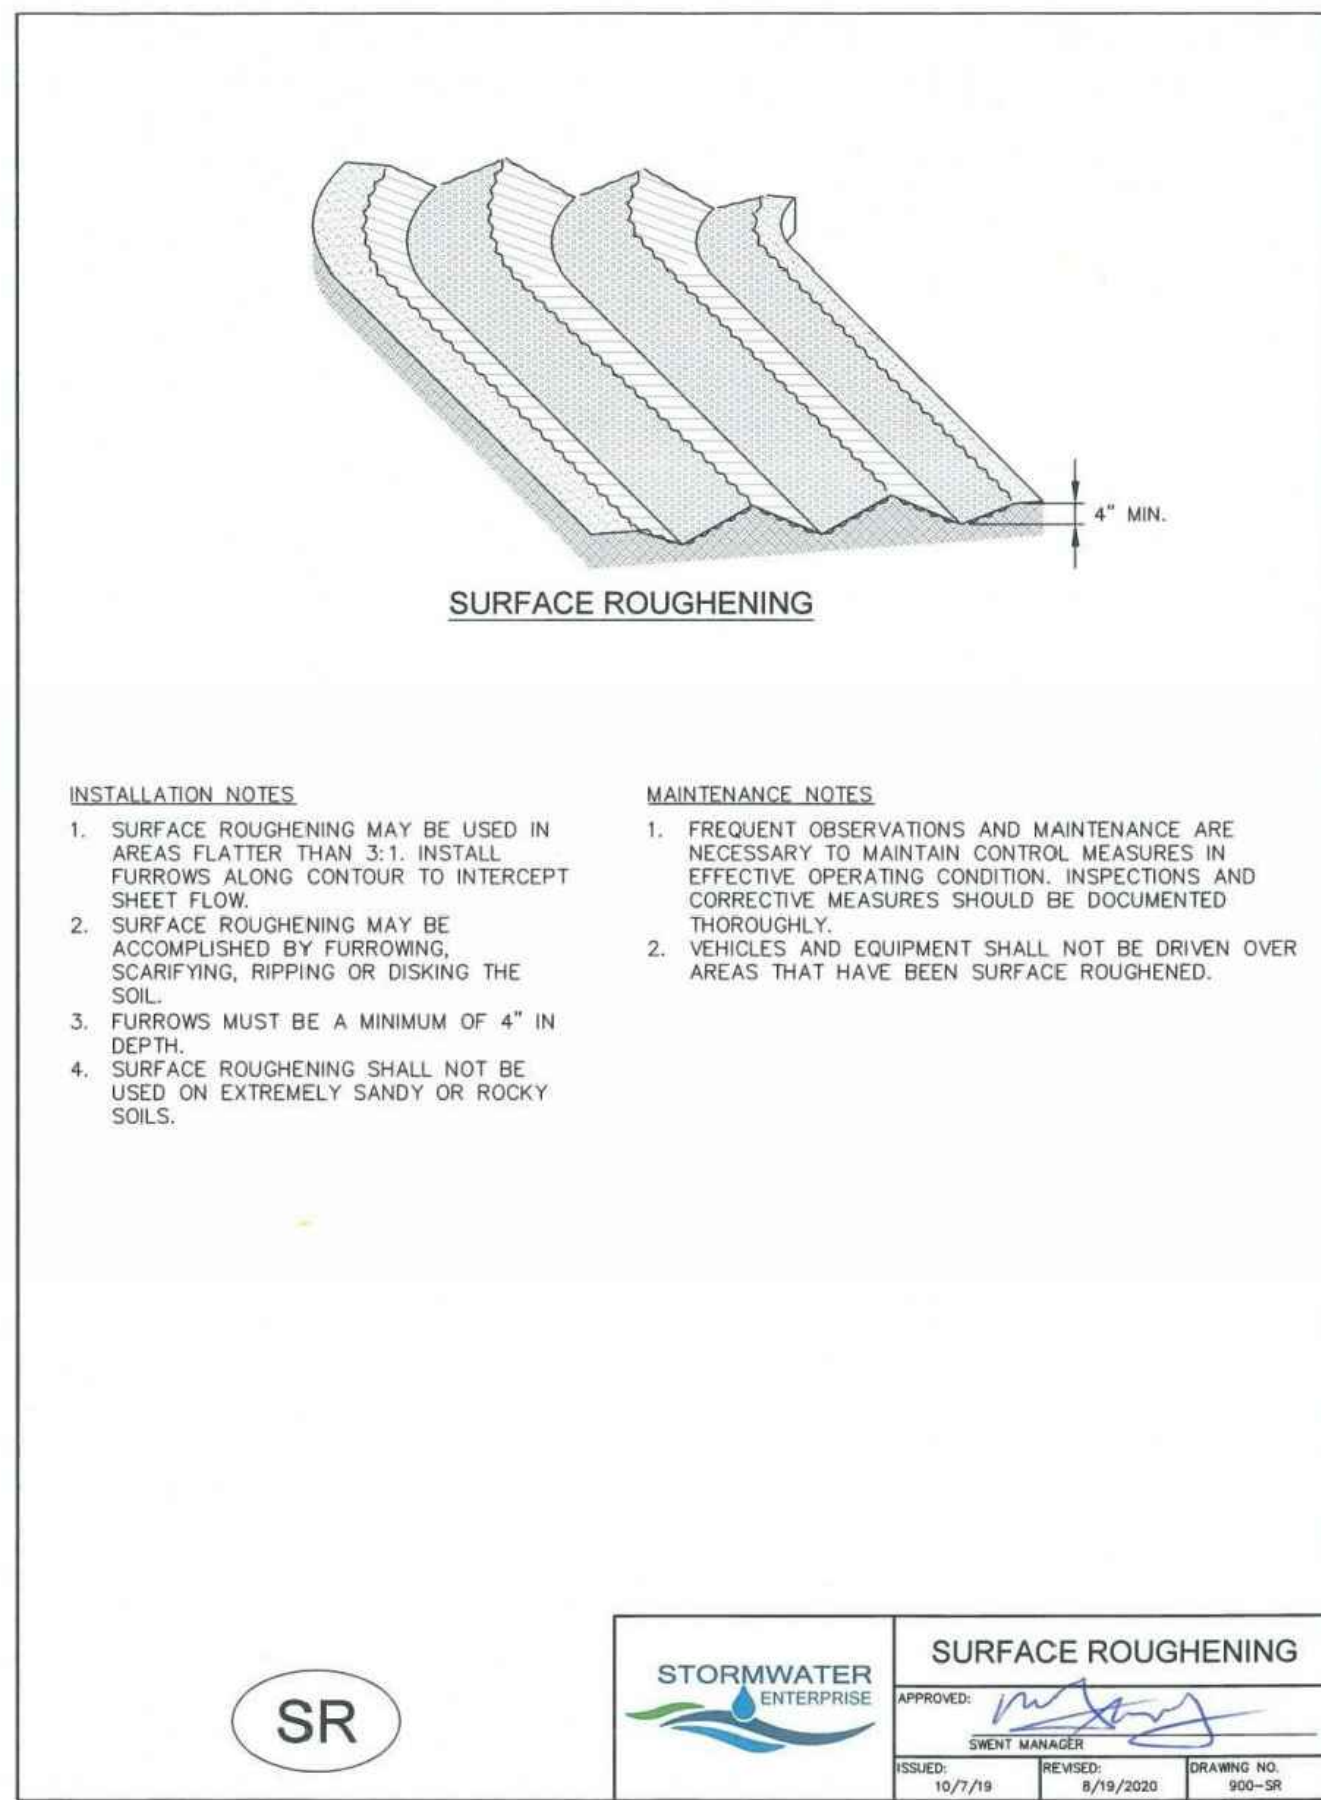 4" MIN.
SURFACE ROUGHENING
INSTALLATION NOTES
1. SURFACE ROUGHENING MAY BE USED IN
AREAS FLATTER THAN 3:1. INSTALL
FURROWS ALONG CONTOUR TO INTERCEPT
SHEET FLOW.
2. SURFACE ROUGHENING MAY BE
ACCOMPLISHED BY FURROWING,
SCARIFYING, RIPPING OR DISKING THE
SOIL.
3. FURROWS MUST BE A MINIMUM OF 4" IN
DEPTH.
4. SURFACE ROUGHENING SHALL NOT BE
USED ON EXTREMELY SANDY OR ROCKY
SOILS.
MAINTENANCE NOTES
1. FREQUENT OBSERVATIONS AND MAINTENANCE ARE
NECESSARY TO MAINTAIN CONTROL MEASURES IN
EFFECTIVE OPERATING CONDITION. INSPECTIONS AND
CORRECTIVE MEASURES SHOULD BE DOCUMENTED
THOROUGHLY.
2. VEHICLES AND EQUIPMENT SHALL NOT BE DRIVEN OVER
AREAS THAT HAVE BEEN SURFACE ROUGHENED.
SR
STORMWATER
ENTERPRISE
SURFACE ROUGHENING
APPROVED:
SWENT MANAGER
ISSUED:
10/7/19
REVISED:
8/19/2020
DRAWING NO.
900-SR